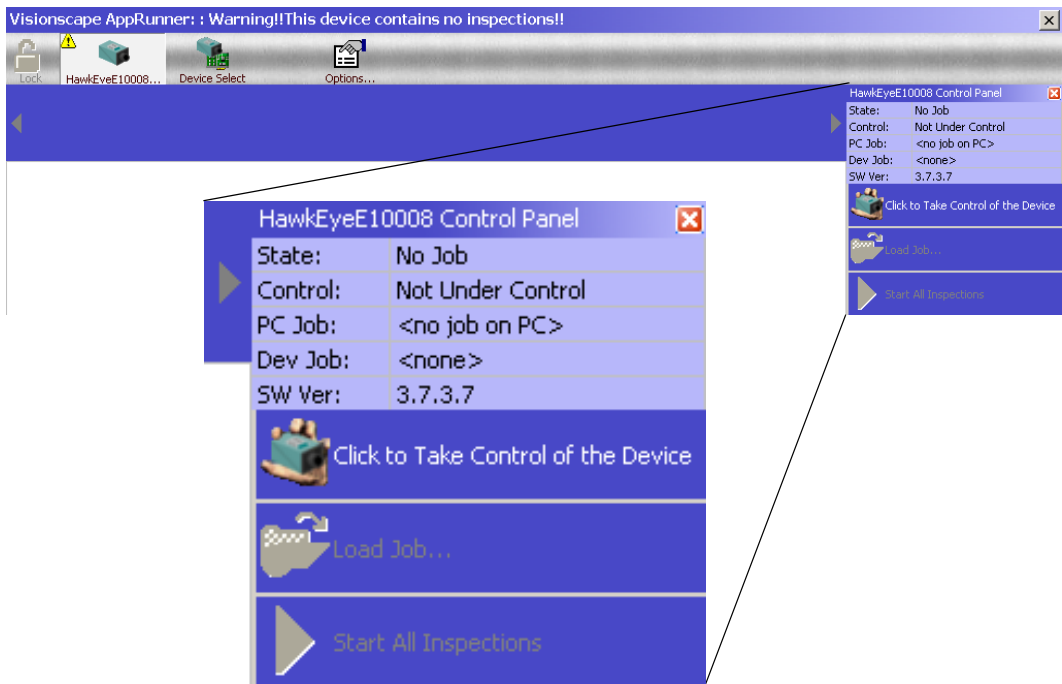 Visionscape AppRunner: : Warning!!This device contains no inspections!!
Lock
HawkEyeE10008...
Device Select
Options...
HawkEyeE10008 Control Panel
State: No Job
Control: Not Under Control
PC Job: <no job on PC>
Dev Job: <none>
SW Ver: 3.7.3.7
Click to Take Control of the Device
Load Job...
Start All Inspections
HawkEyeE10008 Control Panel
State: No Job
Control: Not Under Control
PC Job: <no job on PC>
Dev Job: <none>
SW Ver: 3.7.3.7
Click to Take Control of the Device
Load Job...
Start All Inspections